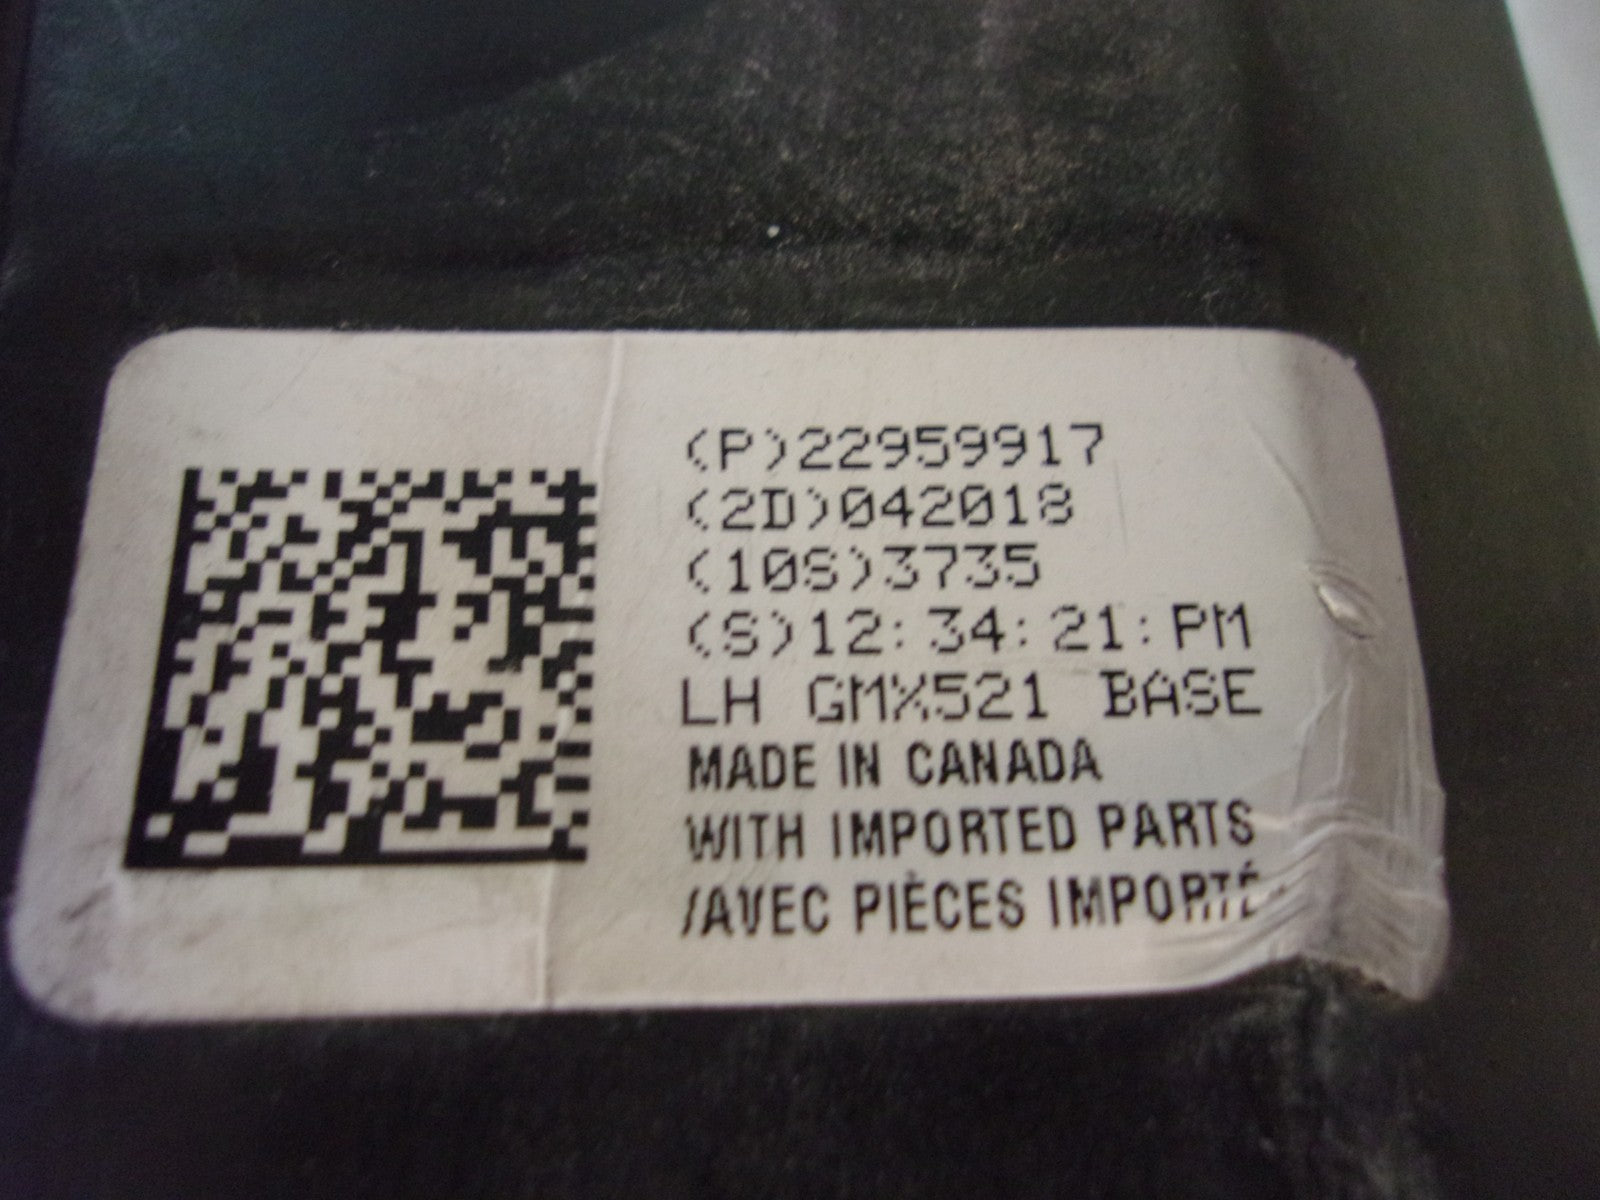 (P)22959917
(2D)042018
(10S)3735
(S)12:34:21:PM
LH GMX521 BASE
MADE IN CANADA
WITH IMPORTED PARTS
/AVEC PIÈCES IMPORTÉ